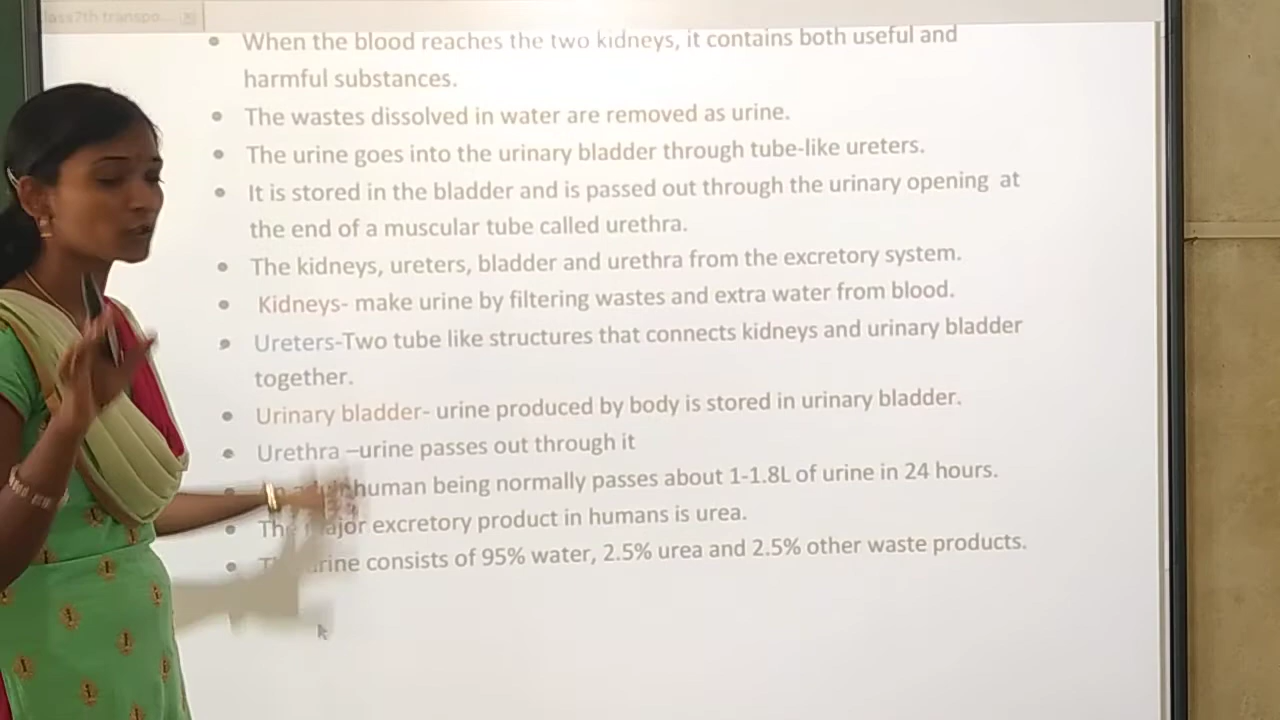 lass7th transpo...
• When the blood reaches the two kidneys, it contains both useful and
harmful substances.
• The wastes dissolved in water are removed as urine.
• The urine goes into the urinary bladder through tube-like ureters.
• It is stored in the bladder and is passed out through the urinary opening at
the end of a muscular tube called urethra.
• The kidneys, ureters, bladder and urethra from the excretory system.
• Kidneys- make urine by filtering wastes and extra water from blood.
• Ureters-Two tube like structures that connects kidneys and urinary bladder
together.
• Urinary bladder- urine produced by body is stored in urinary bladder.
• Urethra –urine passes out through it
• human being normally passes about 1-1.8L of urine in 24 hours.
• The major excretory product in humans is urea.
• urine consists of 95% water, 2.5% urea and 2.5% other waste products.